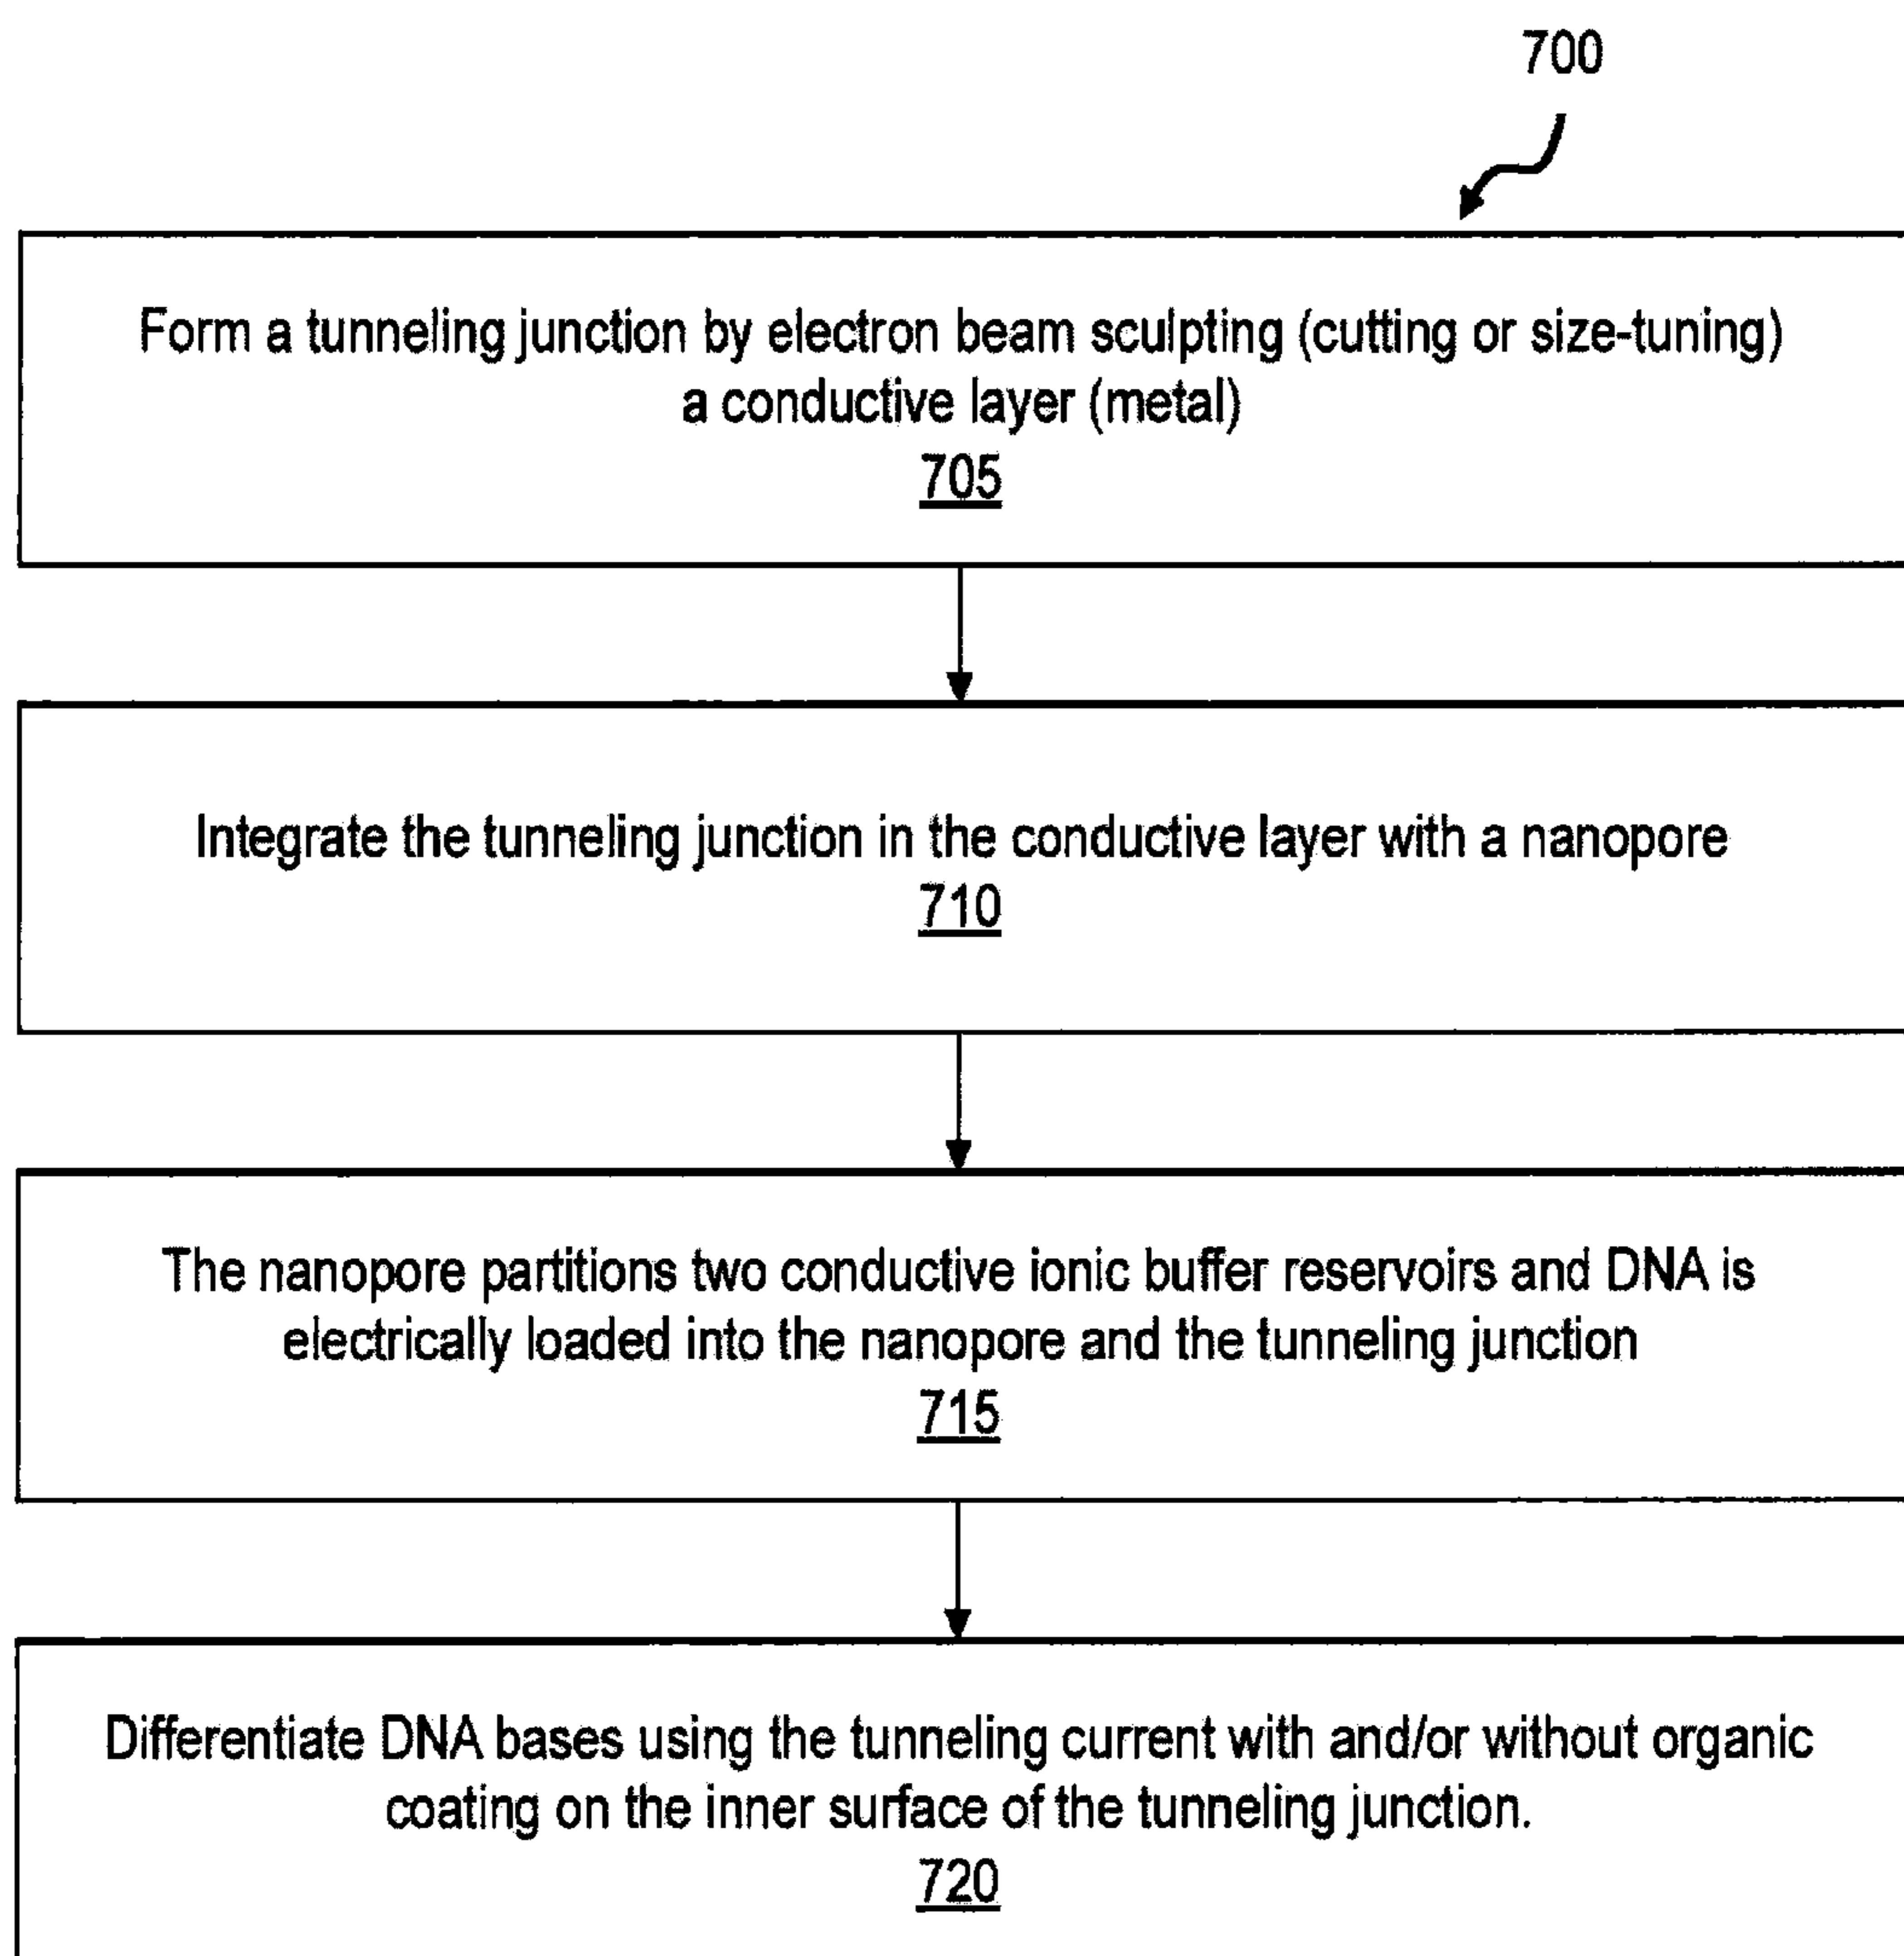 700
Form a tunneling junction by electron beam sculpting (cutting or size-tuning)
a conductive layer (metal)
705
Integrate the tunneling junction in the conductive layer with a nanopore
710
The nanopore partitions two conductive ionic buffer reservoirs and DNA is
electrically loaded into the nanopore and the tunneling junction
715
Differentiate DNA bases using the tunneling current with and/or without organic
coating on the inner surface of the tunneling junction.
720